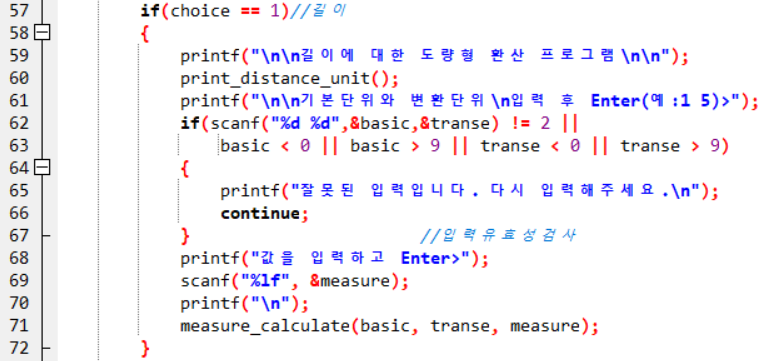 57 if(choice == 1)//길이
58 {
59 printf("\n\n길이에 대한 도량형 환산 프로그램\n\n");
60 print_distance_unit();
61 printf("\n\n기본단위와 변환단위\n입력 후 Enter(예:1 5)>");
62 if(scanf("%d %d",&basic,&transe) != 2 ||
63 basic < 0 || basic > 9 || transe < 0 || transe > 9)
64 {
65 printf("잘못된 입력입니다. 다시 입력해주세요.\n");
66 continue;
67 } //입력유효성검사
68 printf("값을 입력하고 Enter>");
69 scanf("%lf", &measure);
70 printf("\n");
71 measure_calculate(basic, transe, measure);
72 }